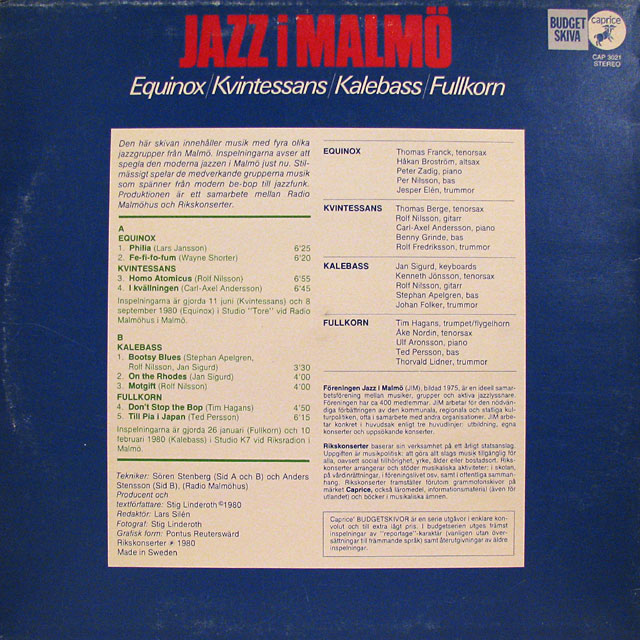 JAZZ i MALMÖ
BUDGET
SKIVA
caprice
CAP 3021
STEREO
Equinox/Kvintessans/Kalebass/Fullkorn
Den här skivan innehåller musik med fyra olika
jazzgrupper från Malmö. Inspelningarna avser att
spegla den moderna jazzen i Malmö just nu. Stil-
mässigt spelar de medverkande grupperna musik
som spänner från modern be-bop till jazzfunk.
Produktionen är ett samarbete mellan Radio
Malmöhus och Rikskonserter.
A
EQUINOX
1. Philia (Lars Jansson) 6'25
2. Fe-fi-fo-fum (Wayne Shorter) 6'20
KVINTESSANS
3. Homo Atomicus (Rolf Nilsson) 6'55
4. I kvällningen (Carl-Axel Andersson) 6'45
Inspelningarna är gjorda 11 juni (Kvintessans) och 8
september 1980 (Equinox) i Studio "Tore" vid Radio
Malmöhus i Malmö.
B
KALEBASS
1. Bootsy Blues (Stephan Apelgren,
Rolf Nilsson, Jan Sigurd) 3'30
2. On the Rhodes (Jan Sigurd) 4'00
3. Motgift (Rolf Nilsson) 4'00
FULLKORN
4. Don't Stop the Bop (Tim Hagans) 4'50
5. Till Pia i Japan (Ted Persson) 6'15
Inspelningarna är gjorda 26 januari (Fullkorn) och 10
februari 1980 (Kalebass) i Studio K7 vid Riksradion i
Malmö.
Tekniker: Sören Stenberg (Sid A och B) och Anders
Stensson (Sid B), (Radio Malmöhus)
Producent och
textförfattare: Stig Linderoth ©1980
Redaktör: Lars Silén
Fotograf: Stig Linderoth
Grafisk form: Pontus Reuterswärd
Rikskonserter ℗ 1980
Made in Sweden
EQUINOX
Thomas Franck, tenorsax
Håkan Broström, altsax
Peter Zadig, piano
Per Nilsson, bas
Jesper Elén, trummor
KVINTESSANS
Thomas Berge, tenorsax
Rolf Nilsson, gitarr
Carl-Axel Andersson, piano
Benny Grinde, bas
Rolf Fredriksson, trummor
KALEBASS
Jan Sigurd, keyboards
Kenneth Jönsson, tenorsax
Rolf Nilsson, gitarr
Stephan Apelgren, bas
Johan Folker, trummor
FULLKORN
Tim Hagans, trumpet/flygelhorn
Åke Nordin, tenorsax
Ulf Aronsson, piano
Ted Persson, bas
Thorvald Lidner, trummor
Föreningen Jazz i Malmö (JIM), bildad 1975, är en ideell samar-
betsförening mellan musiker, grupper och aktiva jazzlyssnare.
Föreningen har ca 400 medlemmar. JIM arbetar för den nödvän-
diga förbättringen av den kommunala, regionala och statliga kul-
turpolitiken, ofta i samarbete med andra organisationer. JIM ar-
betar konkret i huvudsak enligt tre huvudlinjer: utbildning, egna
konserter och uppsökande konserter.
Rikskonserter baserar sin verksamhet på ett årligt statsanslag.
Uppgiften är musikpolitisk: att göra allt slags musik tillgänglig för
alla, oavsett social tillhörighet, yrke, ålder eller bostadsort. Riks-
konserter arrangerar och stöder musikaliska aktiviteter: i skolan,
på vårdinrättningar, i föreningslivet osv, samt i offentliga samman-
hang. Rikskonserter framställer förutom grammofonskivor på
märket Caprice, också läromedel, informationsmaterial (även för
utlandet) och böcker i musikaliska ämnen.
Caprice' BUDGETSKIVOR är en serie utgåvor i enklare kon-
volut och till extra lågt pris. I budgetserien utges främst
inspelningar av "reportage"-karaktär (vanligen utan över-
sättningar till främmande språk) samt återutgivningar av äldre
inspelningar.